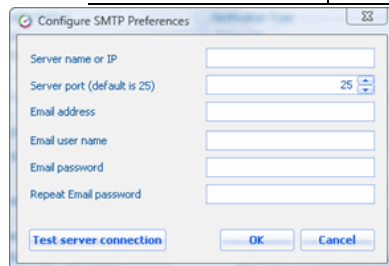 Configure SMTP Preferences
Server name or IP
Server port (default is 25)
25
Email address
Email user name
Email password
Repeat Email password
Test server connection
OK
Cancel